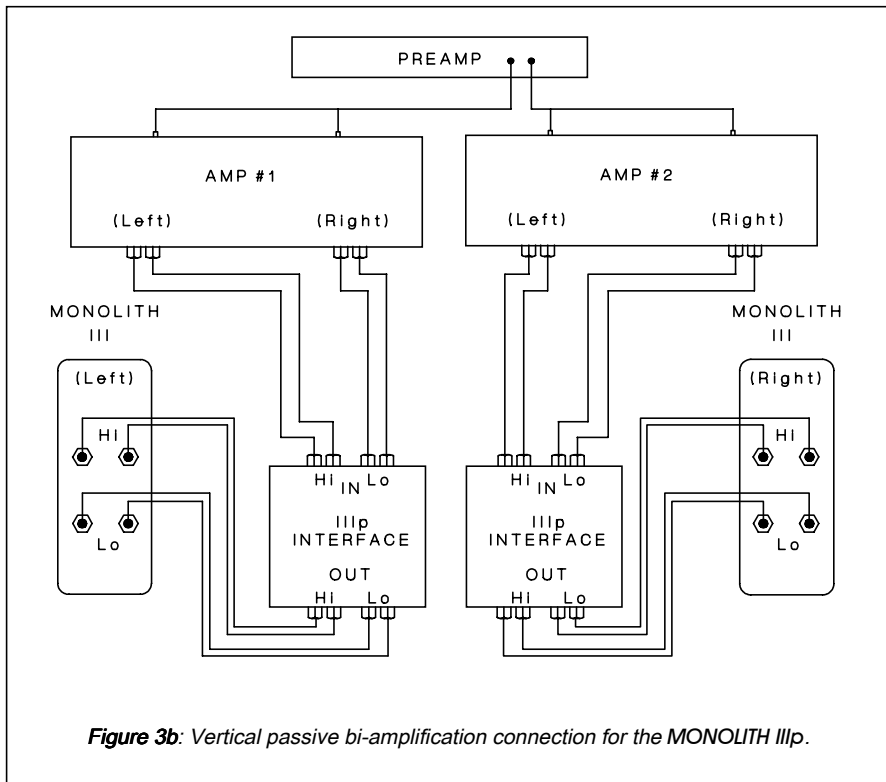 PREAMP
AMP #1
(Left) (Right)
AMP #2
(Left) (Right)
MONOLITH
III
(Left)
HI
Lo
MONOLITH
III
(Right)
HI
Lo
Hi IN Lo
IIIp
INTERFACE
OUT
Hi Lo
Hi IN Lo
IIIp
INTERFACE
OUT
Hi Lo
Figure 3b: Vertical passive bi-amplification connection for the MONOLITH IIIp.